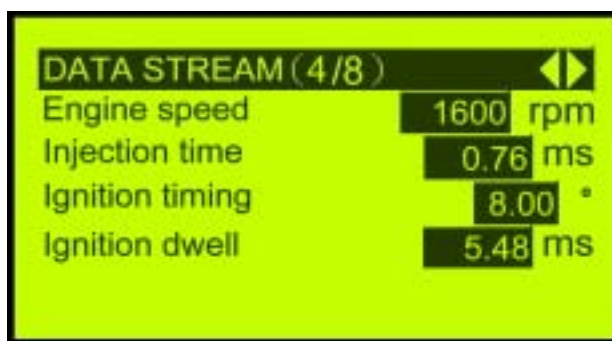 DATA STREAM（4/8）
Engine speed 1600 rpm
Injection time 0.76 ms
Ignition timing 8.00 °
Ignition dwell 5.48 ms